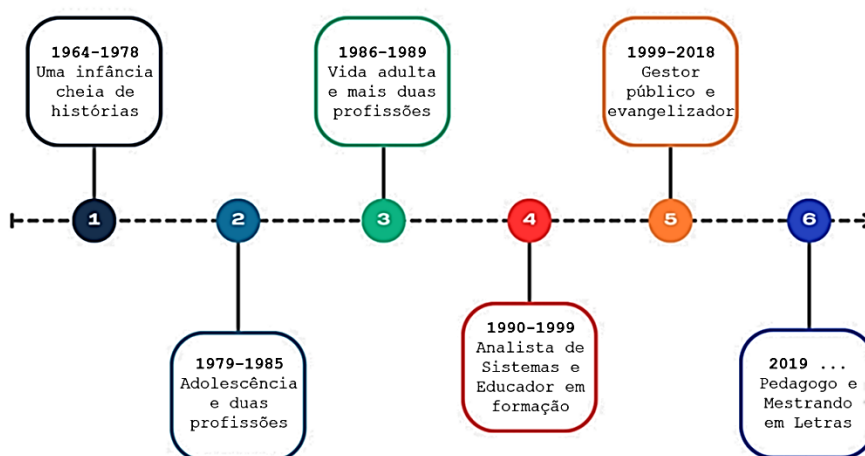 1964-1978
Uma infância
cheia de
histórias
1986-1989
Vida adulta
e mais duas
profissões
1999-2018
Gestor
público e
evangelizador
1
2
3
4
5
6
1979-1985
Adolescência
e duas
profissões
1990-1999
Analista de
Sistemas e
Educador em
formação
2019 ...
Pedagogo e
Mestrando
em Letras